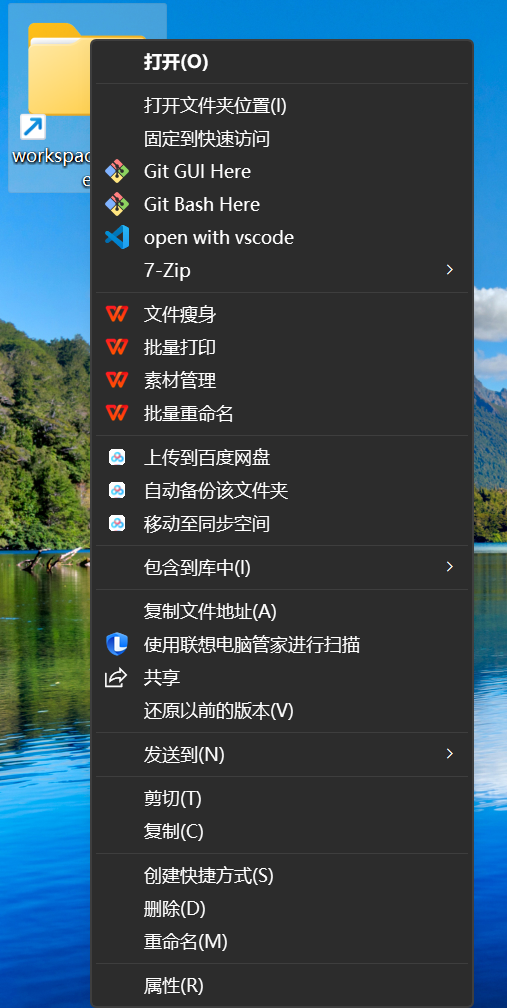 workspac
e
打开(O)
打开文件夹位置(I)
固定到快速访问
Git GUI Here
Git Bash Here
open with vscode
7-Zip
文件瘦身
批量打印
素材管理
批量重命名
上传到百度网盘
自动备份该文件夹
移动至同步空间
包含到库中(I)
复制文件地址(A)
使用联想电脑管家进行扫描
共享
还原以前的版本(V)
发送到(N)
剪切(T)
复制(C)
创建快捷方式(S)
删除(D)
重命名(M)
属性(R)